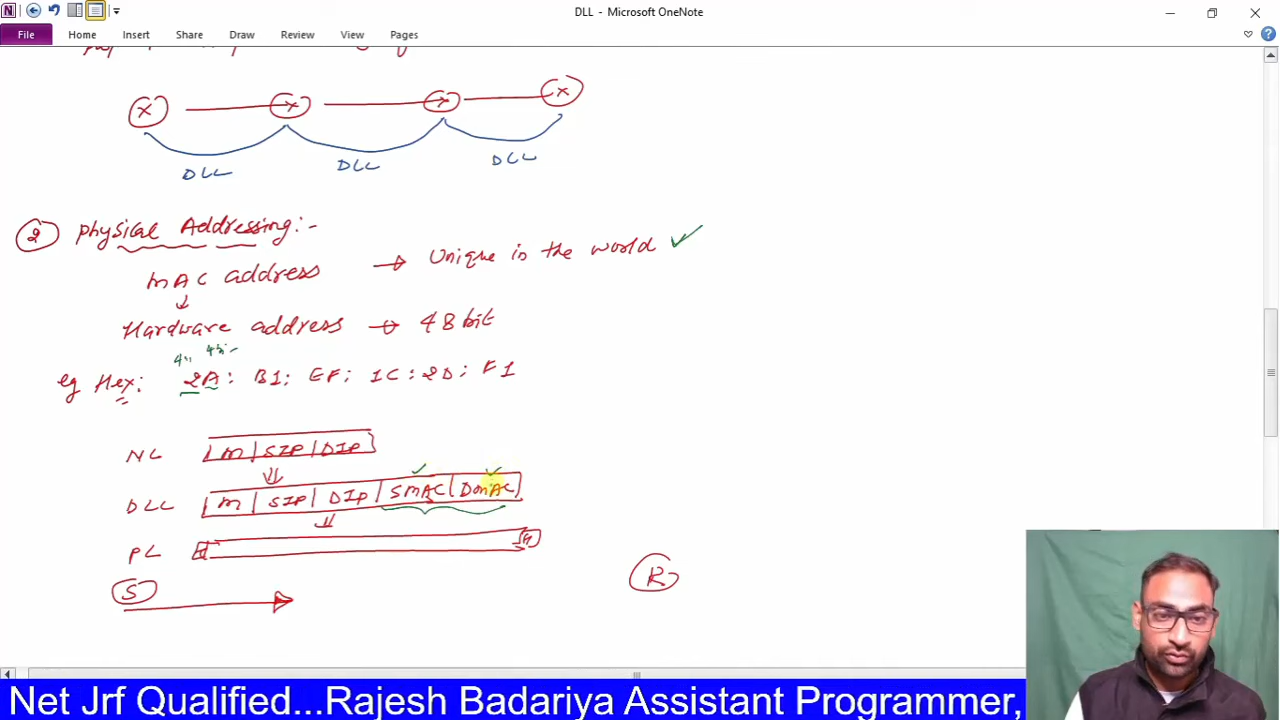 DLL - Microsoft OneNote
File Home Insert Share Draw Review View Pages
X X X X
DLL DLL DLL
2 Physical Addressing:-
MAC address → Unique in the world ✓
↓
Hardware address → 48 bit
eg Hex: 2A: B1: EF: 1C: 2D: F1
NL | M | SIP | DIP
DLL | M | SIP | DIP | SMAC | DMAC |
PL
S → R
Net Jrf Qualified...Rajesh Badariya Assistant Programmer,